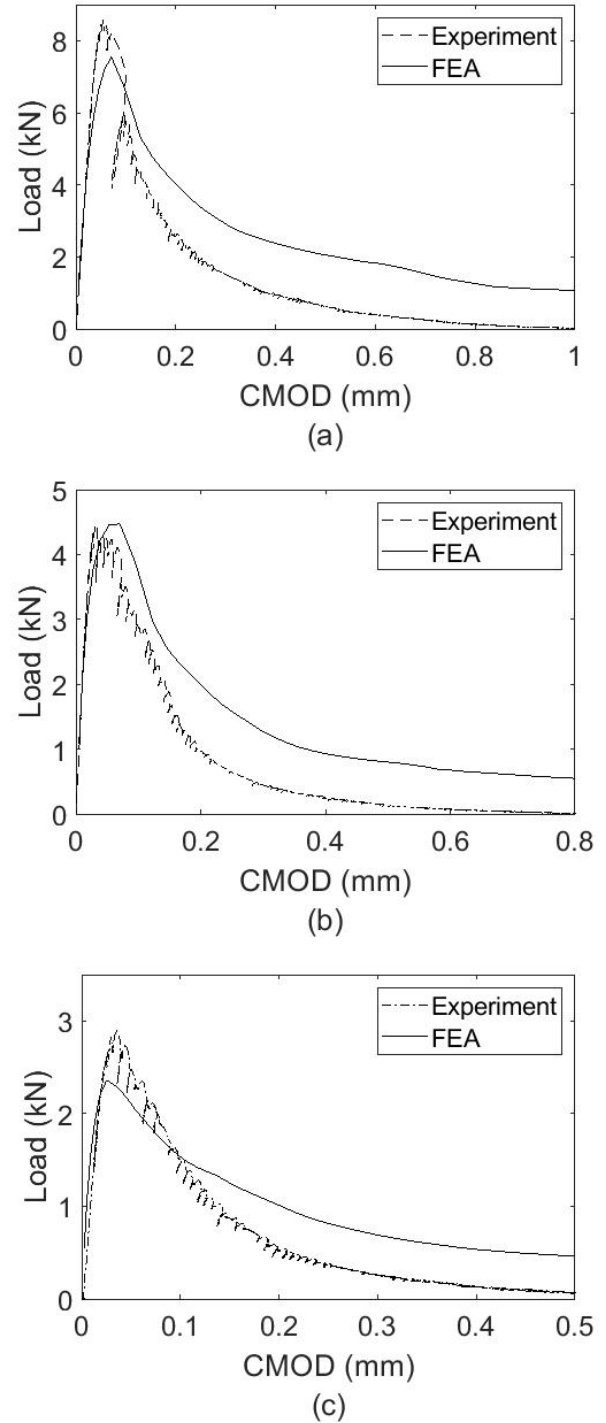 8
6
4
2
0
Load (kN)
Experiment
FEA
0 0.2 0.4 0.6 0.8 1
CMOD (mm)
(a)
5
4
3
2
1
0
Load (kN)
Experiment
FEA
0 0.2 0.4 0.6 0.8
CMOD (mm)
(b)
3
2
1
0
Load (kN)
Experiment
FEA
0 0.1 0.2 0.3 0.4 0.5
CMOD (mm)
(c)